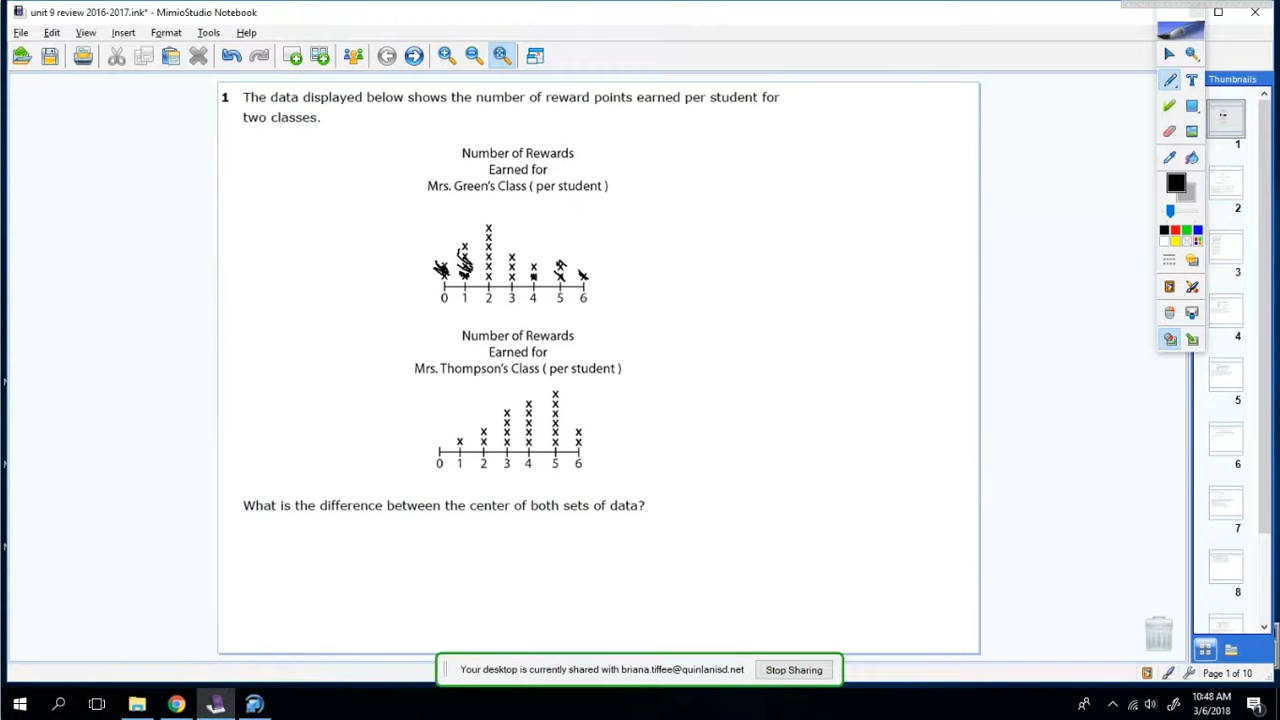 unit 9 review 2016-2017.ink* - MimioStudio Notebook
File Edit View Insert Format Tools Help
Thumbnails
1 The data displayed below shows the number of reward points earned per student for
two classes.
Number of Rewards
Earned for
Mrs. Green's Class ( per student )
0 1 2 3 4 5 6
Number of Rewards
Earned for
Mrs. Thompson's Class ( per student )
0 1 2 3 4 5 6
What is the difference between the center of both sets of data?
1
2
3
4
5
6
7
8
Your desktop is currently shared with briana.tiffee@quinlanisd.net Stop Sharing
Page 1 of 10
10:48 AM
3/6/2018